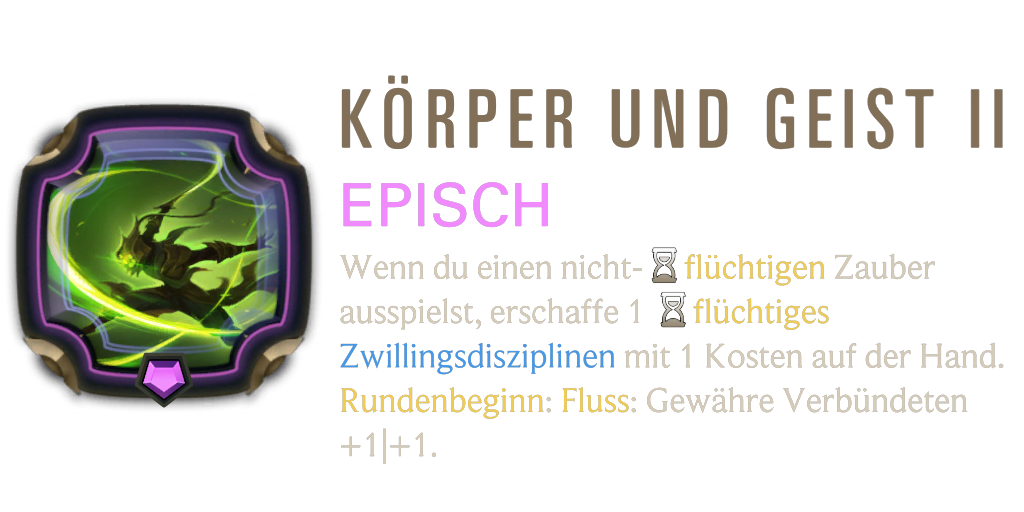 KÖRPER UND GEIST II
EPISCH
Wenn du einen nicht- flüchtigen Zauber
ausspielst, erschaffe 1 flüchtiges
Zwillingsdisziplinen mit 1 Kosten auf der Hand.
Rundenbeginn: Fluss: Gewähre Verbündeten
+1|+1.